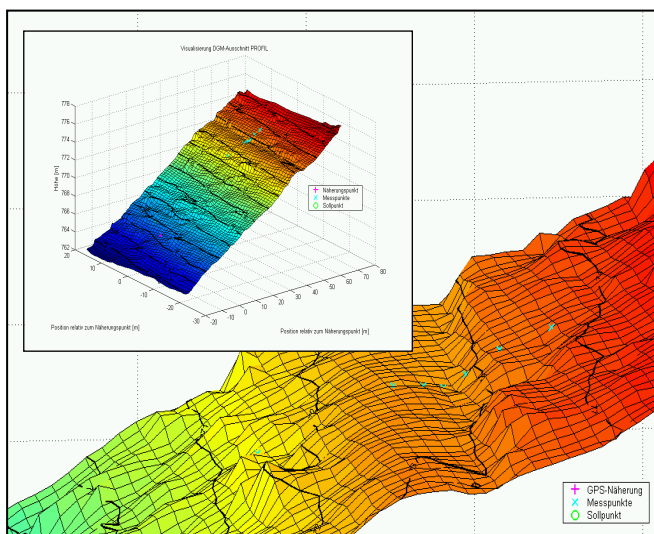 Visualisierung DGM-Ausschnitt PROFIL
778
776
774
772
770
768
766
764
762
Höhe [m]
20
10
0
-10
-20
-30
Position relativ zum Näherungspunkt [m]
-20
-10
0
10
20
30
40
50
60
70
80
Position relativ zum Näherungspunkt [m]
Näherungspunkt
Messpunkte
Sollpunkt
GPS-Näherung
Messpunkte
Sollpunkt